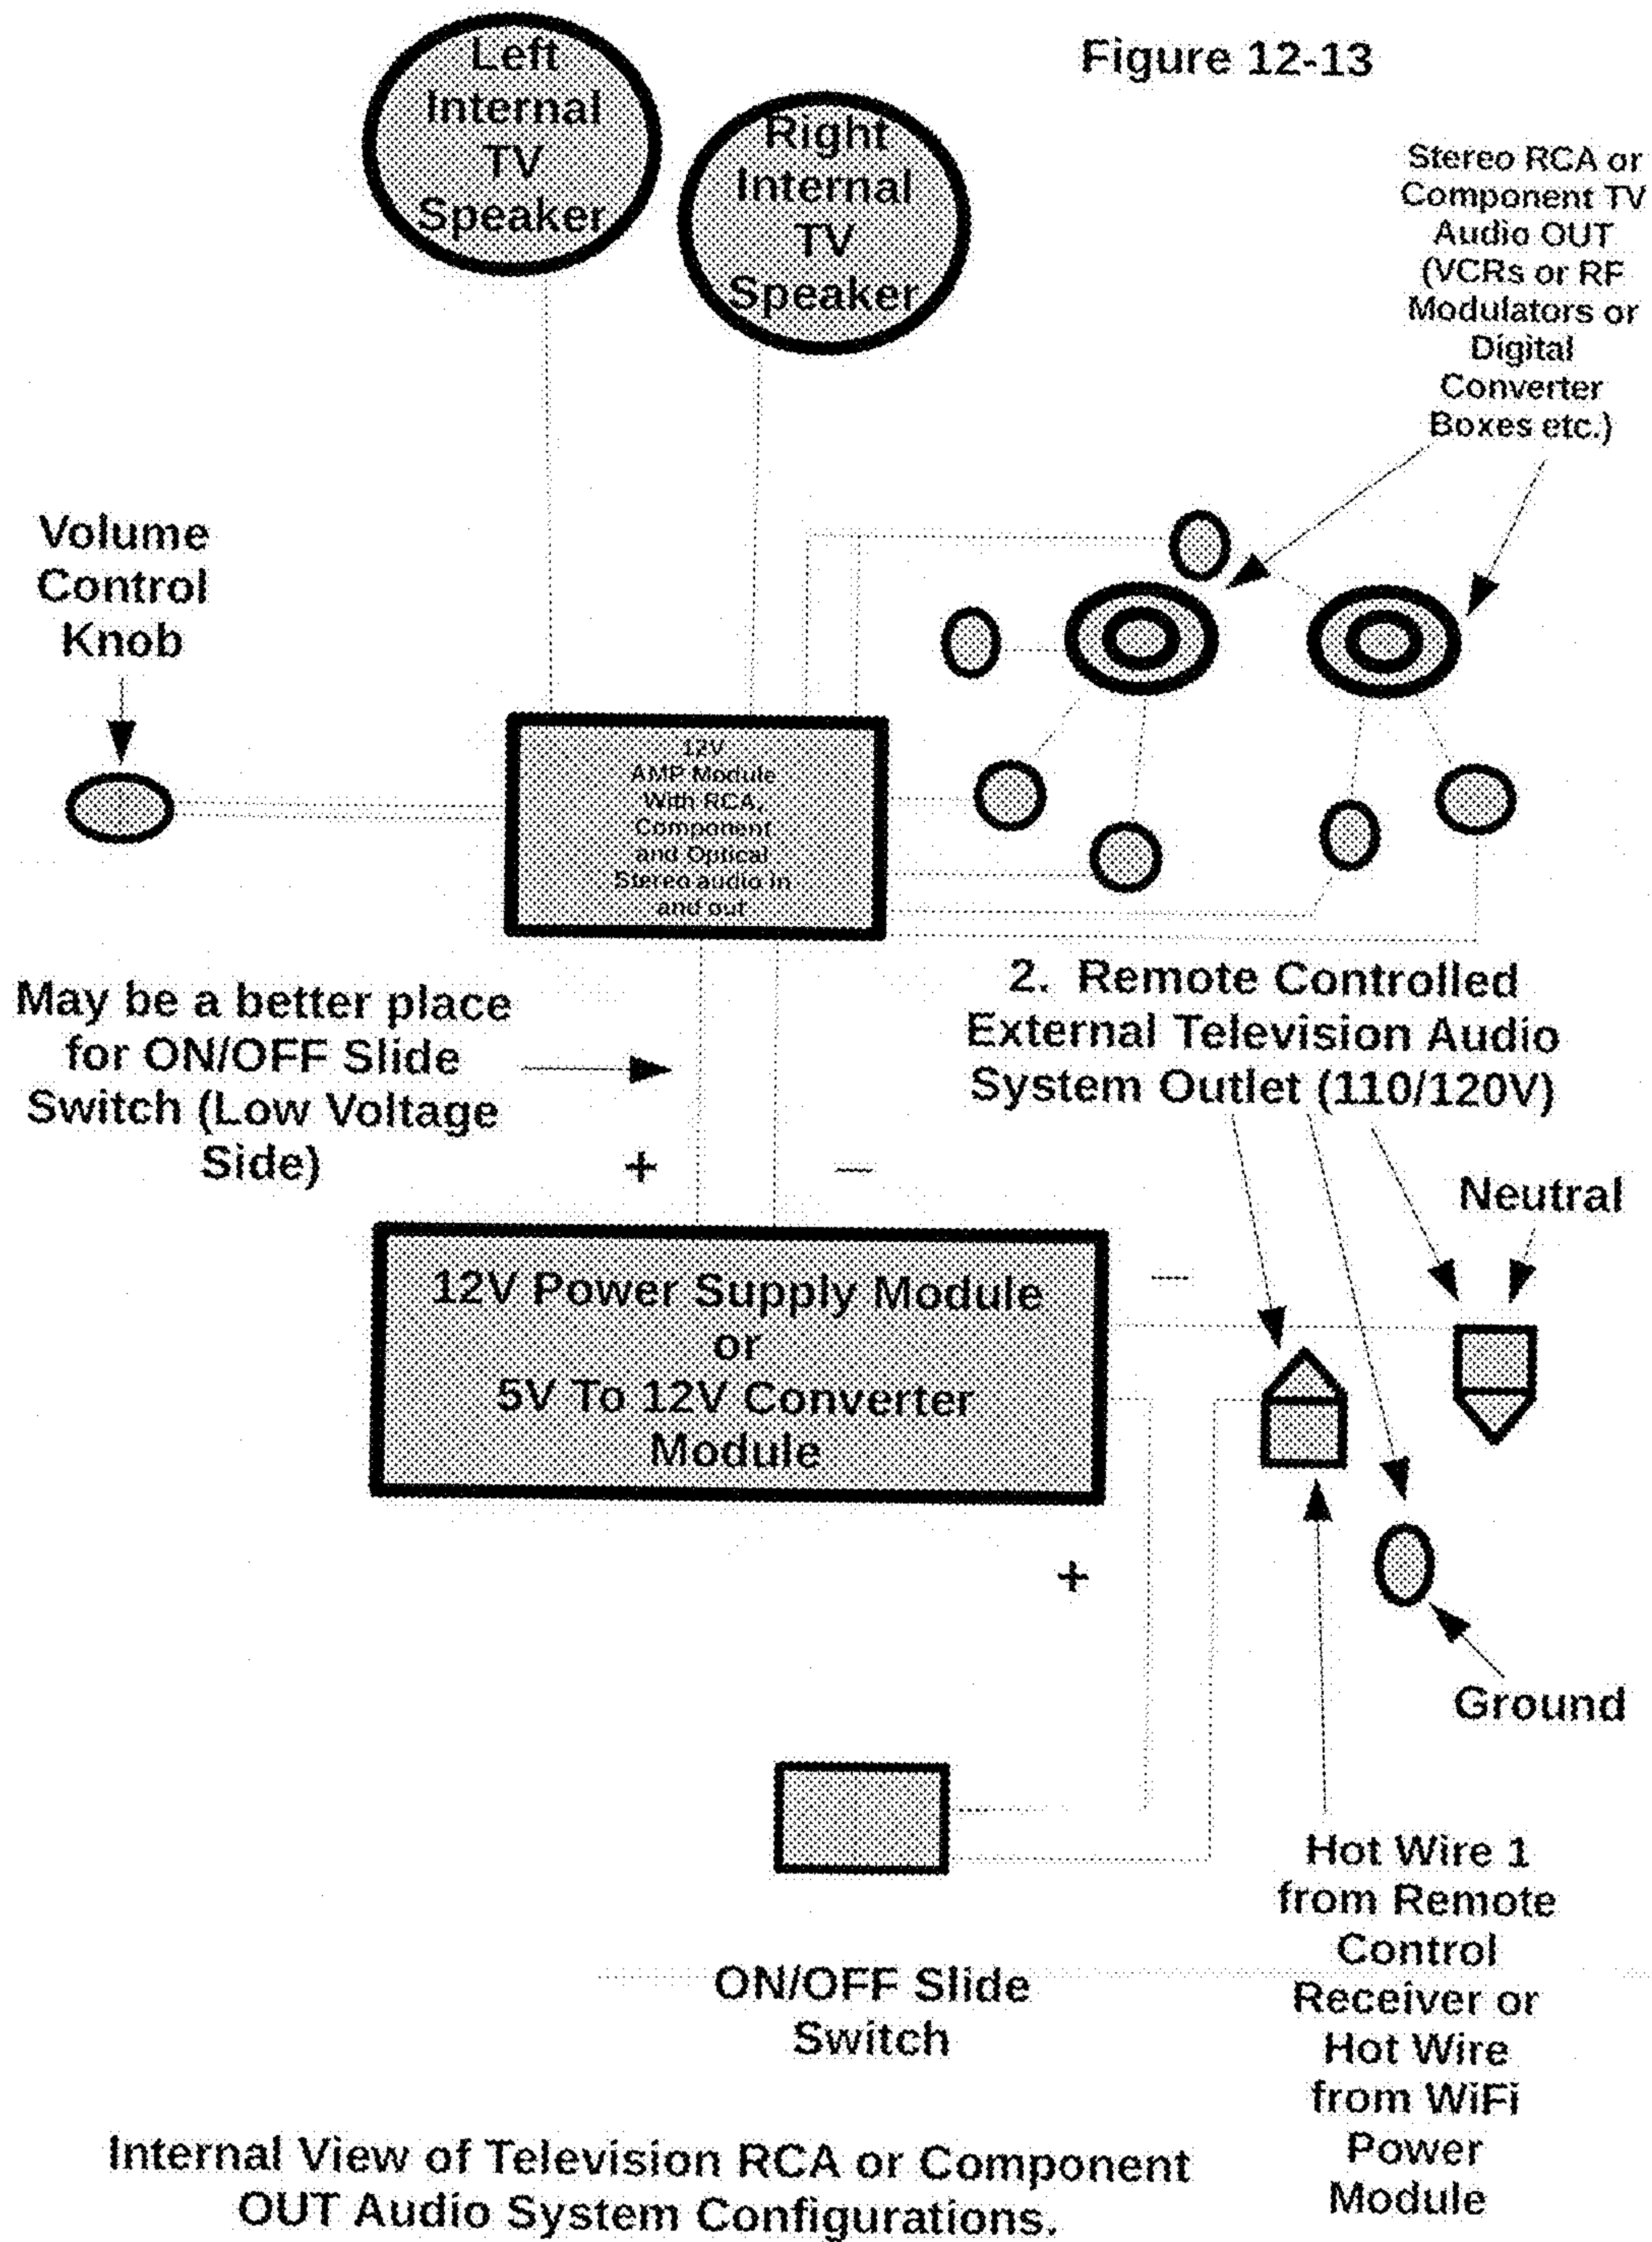 Figure 12-13
Left
Internal
TV
Speaker
Right
Internal
TV
Speaker
Stereo RCA or
Component TV
Audio OUT
(VCRs or RF
Modulators or
Digital
Converter
Boxes etc.)
Volume
Control
Knob
12V
AMP Module
With RCA,
Component
and Optical
Stereo audio in
and out
May be a better place
for ON/OFF Slide
Switch (Low Voltage
Side)
+
—
2. Remote Controlled
External Television Audio
System Outlet (110/120V)
Neutral
12V Power Supply Module
or
5V To 12V Converter
Module
—
+
Ground
Hot Wire 1
from Remote
Control
Receiver or
Hot Wire
from WiFi
Power
Module
ON/OFF Slide
Switch
Internal View of Television RCA or Component
OUT Audio System Configurations.